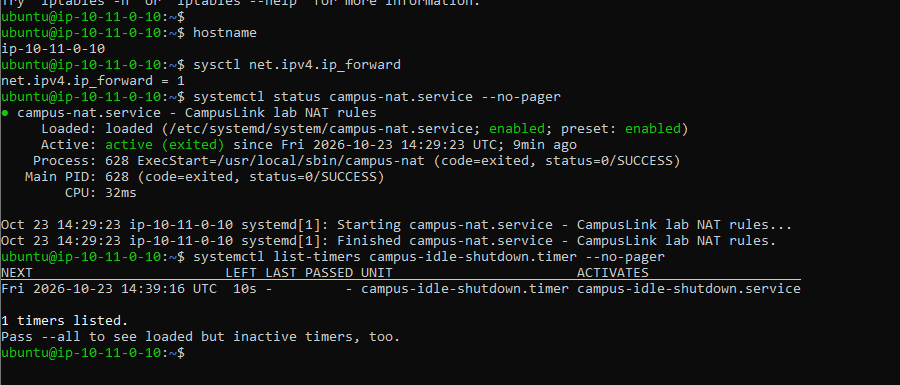 Try `iptables -h' or 'iptables --help' for more information.
ubuntu@ip-10-11-0-10:~$
ubuntu@ip-10-11-0-10:~$ hostname
ip-10-11-0-10
ubuntu@ip-10-11-0-10:~$ sysctl net.ipv4.ip_forward
net.ipv4.ip_forward = 1
ubuntu@ip-10-11-0-10:~$ systemctl status campus-nat.service --no-pager
● campus-nat.service - CampusLink lab NAT rules
Loaded: loaded (/etc/systemd/system/campus-nat.service; enabled; preset: enabled)
Active: active (exited) since Fri 2026-10-23 14:29:23 UTC; 9min ago
Process: 628 ExecStart=/usr/local/sbin/campus-nat (code=exited, status=0/SUCCESS)
Main PID: 628 (code=exited, status=0/SUCCESS)
CPU: 32ms
Oct 23 14:29:23 ip-10-11-0-10 systemd[1]: Starting campus-nat.service - CampusLink lab NAT rules...
Oct 23 14:29:23 ip-10-11-0-10 systemd[1]: Finished campus-nat.service - CampusLink lab NAT rules.
ubuntu@ip-10-11-0-10:~$ systemctl list-timers campus-idle-shutdown.timer --no-pager
NEXT LEFT LAST PASSED UNIT ACTIVATES
Fri 2026-10-23 14:39:16 UTC 10s - - campus-idle-shutdown.timer campus-idle-shutdown.service
1 timers listed.
Pass --all to see loaded but inactive timers, too.
ubuntu@ip-10-11-0-10:~$